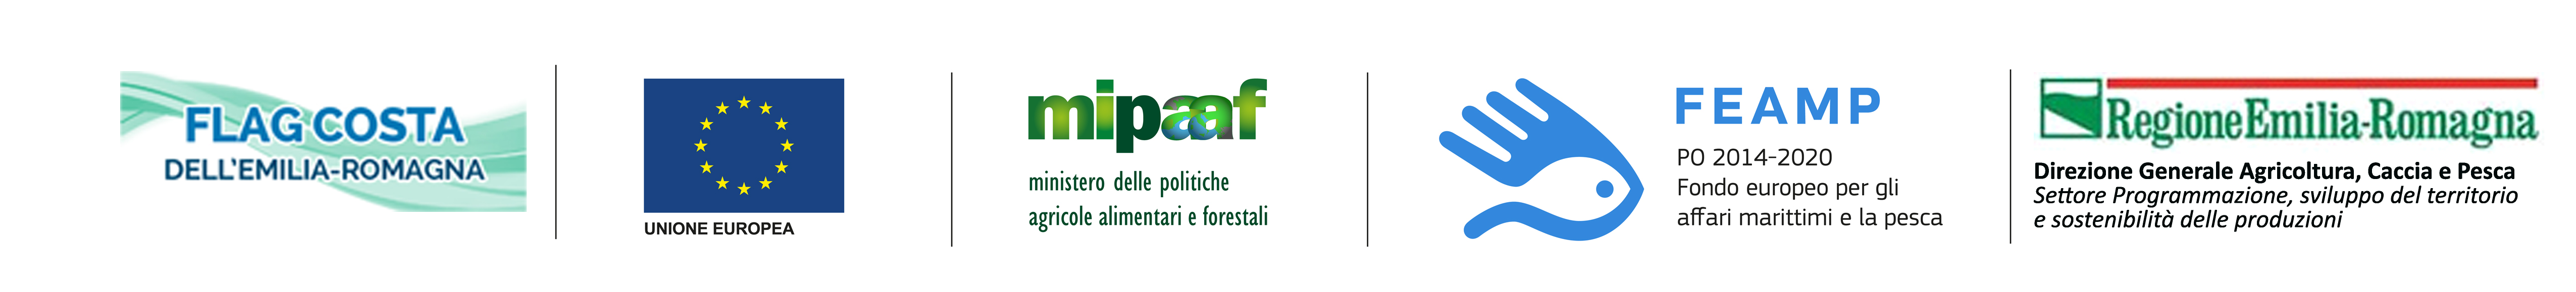 FLAG COSTA
DELL'EMILIA-ROMAGNA
UNIONE EUROPEA
mipaaf
ministero delle politiche
agricole alimentari e forestali
FEAMP
PO 2014-2020
Fondo europeo per gli
affari marittimi e la pesca
RegioneEmilia-Romagna
Direzione Generale Agricoltura, Caccia e Pesca
Settore Programmazione, sviluppo del territorio
e sostenibilità delle produzioni